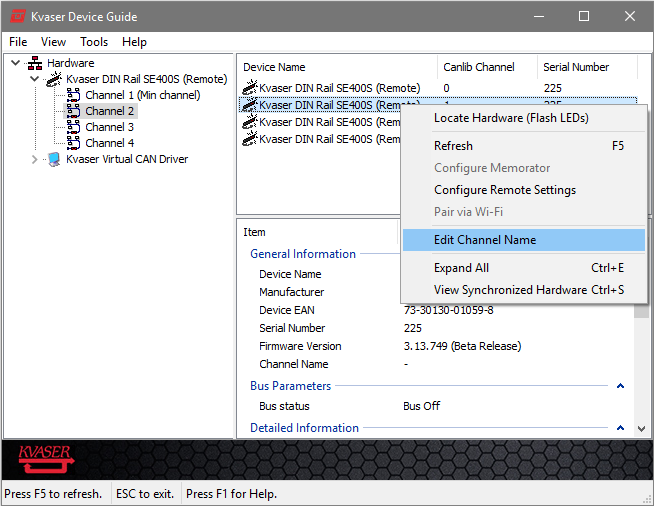 Kvaser Device Guide
File View Tools Help
Hardware
Kvaser DIN Rail SE400S (Remote)
Channel 1 (Min channel)
Channel 2
Channel 3
Channel 4
Kvaser Virtual CAN Driver
Device Name Canlib Channel Serial Number
Kvaser DIN Rail SE400S (Remote) 0 225
Kvaser DIN Rail SE400S (Remote) 1 225
Kvaser DIN Rail SE400S (Rem
Kvaser DIN Rail SE400S (Rem
Locate Hardware (Flash LEDs)
Refresh F5
Configure Memorator
Configure Remote Settings
Pair via Wi-Fi
Edit Channel Name
Expand All Ctrl+E
View Synchronized Hardware Ctrl+S
Item
General Information
Device Name
Manufacturer
Device EAN 73-30130-01059-8
Serial Number 225
Firmware Version 3.13.749 (Beta Release)
Channel Name -
Bus Parameters
Bus status Bus Off
Detailed Information
KVASER
Press F5 to refresh. ESC to exit. Press F1 for Help.